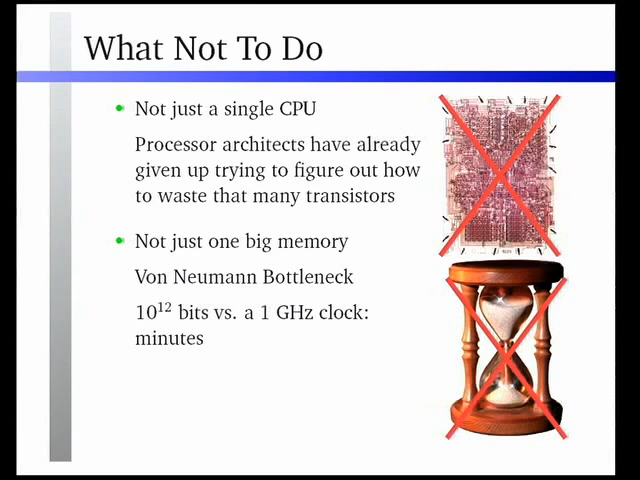 What Not To Do
Not just a single CPU
Processor architects have already
given up trying to figure out how
to waste that many transistors
Not just one big memory
Von Neumann Bottleneck
10¹² bits vs. a 1 GHz clock:
minutes